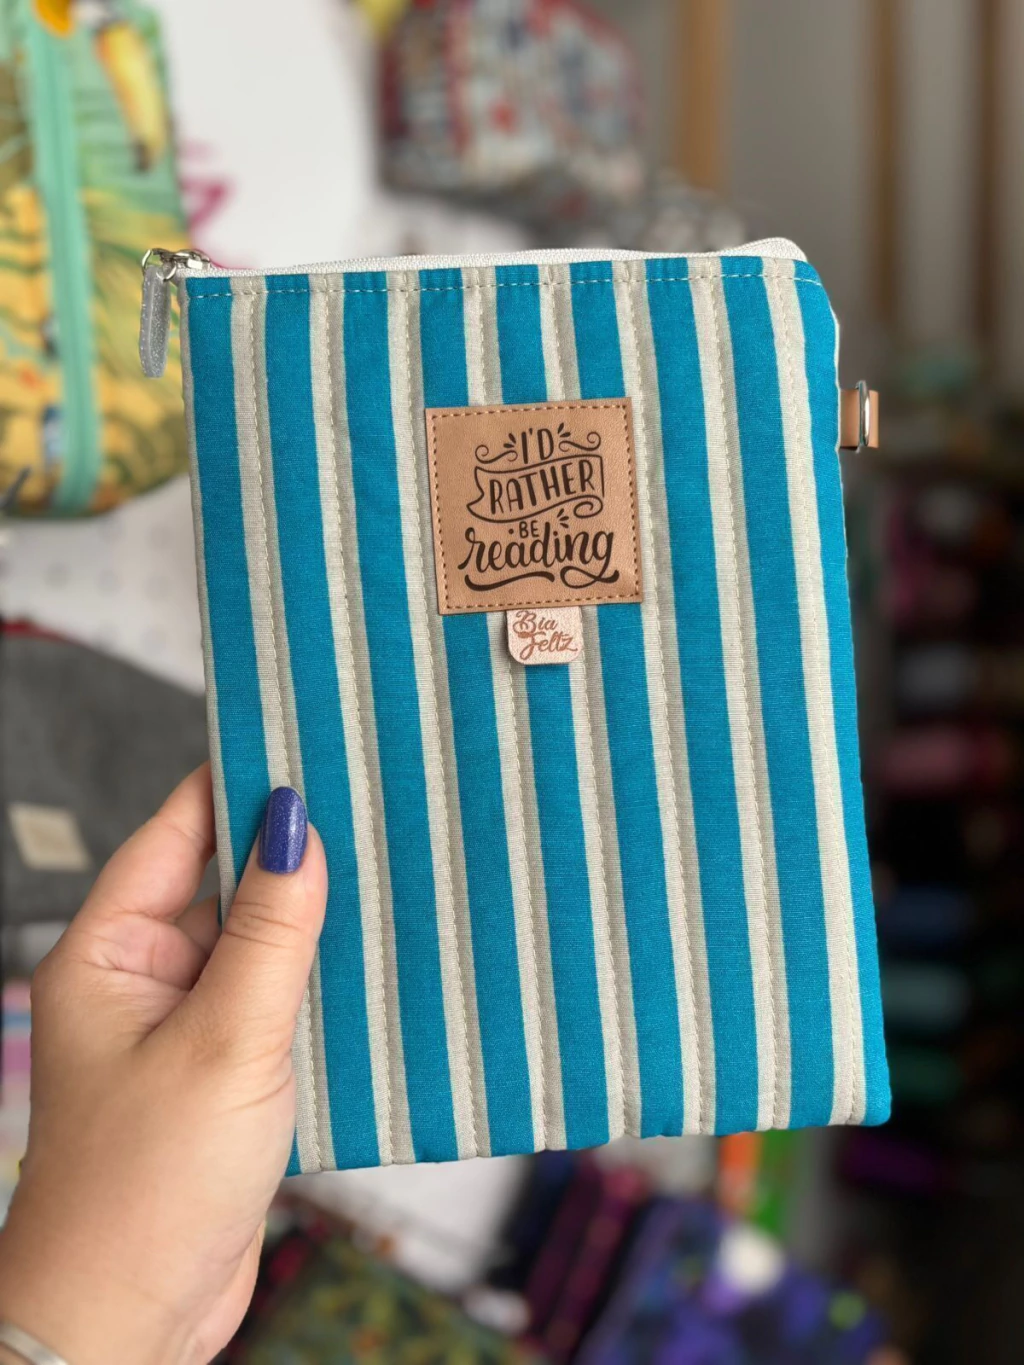 I'D
RATHER
BE
reading
Bia
Feltz